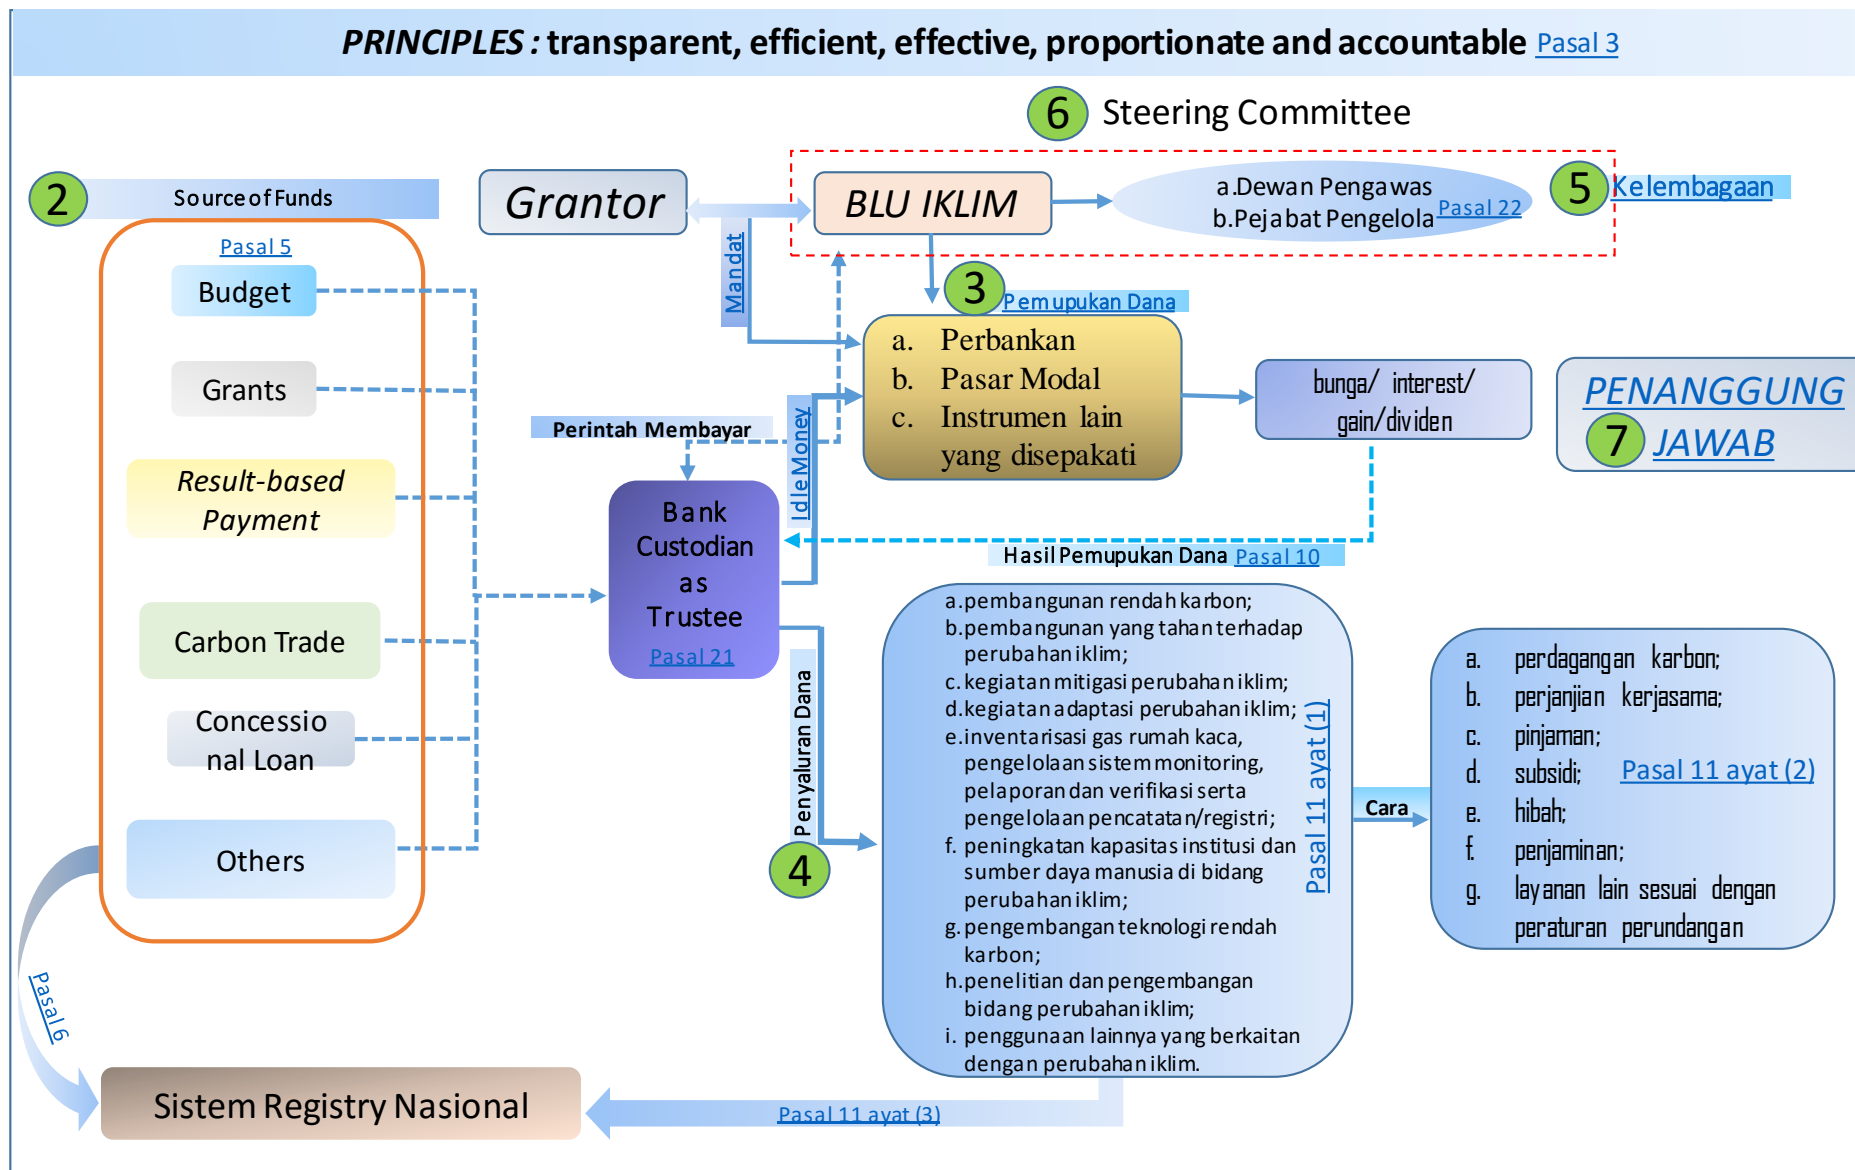 PRINCIPLES : transparent, efficient, effective, proportionate and accountable Pasal 3
6 Steering Committee
2
Source of Funds
Pasal 5
Budget
Grants
Result-based
Payment
Carbon Trade
Concessio
nal Loan
Others
Pasal 6
Sistem Registry Nasional
Grantor
BLU IKLIM
a.Dewan Pengawas
b.Pejabat Pengelola Pasal 22
5 Kelembagaan
Mandat
3
Pemupukan Dana
a. Perbankan
b. Pasar Modal
c. Instrumen lain
yang disepakati
bunga/ interest/
gain/dividen
PENANGGUNG
7 JAWAB
Perintah Membayar
Idle Money
Bank
Custodian
as
Trustee
Pasal 21
Hasil Pemupukan Dana Pasal 10
Penyaluran Dana
4
a.pembangunan rendah karbon;
b.pembangunan yang tahan terhadap
perubahan iklim;
c.kegiatan mitigasi perubahan iklim;
d.kegiatan adaptasi perubahan iklim;
e.inventarisasi gas rumah kaca,
pengelolaan sistem monitoring,
pelaporan dan verifikasi serta
pengelolaan pencatatan/registri;
f. peningkatan kapasitas institusi dan
sumber daya manusia di bidang
perubahan iklim;
g.pengembangan teknologi rendah
karbon;
h.penelitian dan pengembangan
bidang perubahan iklim;
i. penggunaan lainnya yang berkaitan
dengan perubahan iklim.
Pasal 11 ayat (1)
Cara
a. perdagangan karbon;
b. perjanjian kerjasama;
c. pinjaman;
d. subsidi; Pasal 11 ayat (2)
e. hibah;
f. penjaminan;
g. layanan lain sesuai dengan
peraturan perundangan
Pasal 11 ayat (3)